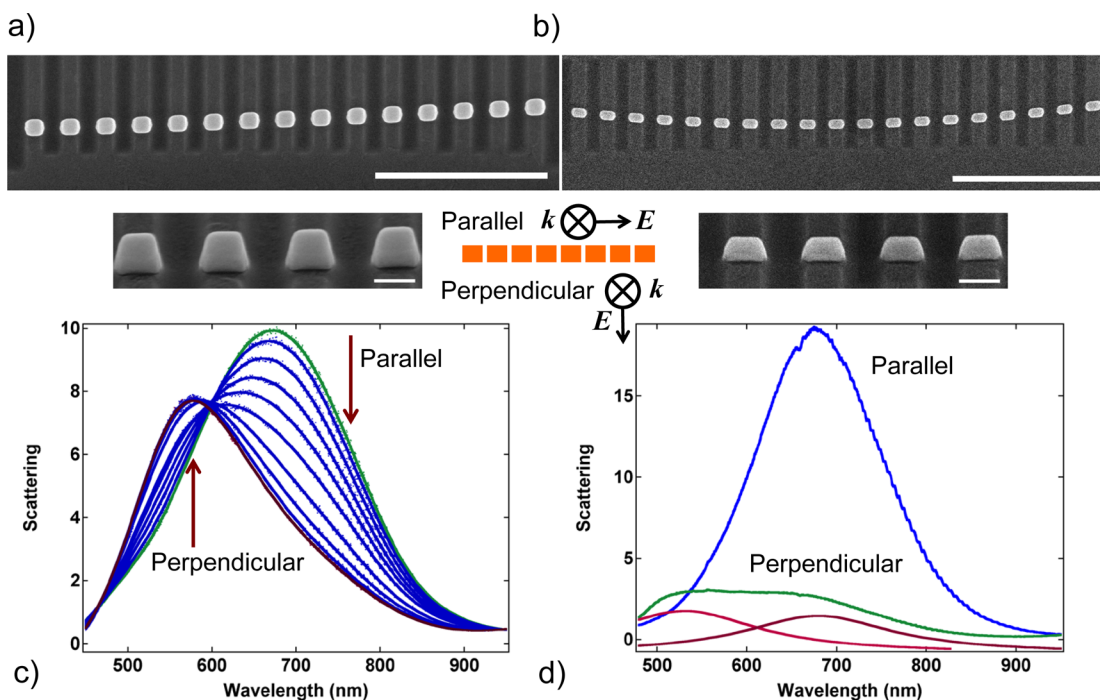 a)
b)
Parallel k E
Perpendicular k
E
10
8
6
4
2
0
Scattering
Parallel
Perpendicular
500 600 700 800 900
Wavelength (nm)
c)
15
10
5
0
Scattering
Parallel
Perpendicular
500 600 700 800 900
Wavelength (nm)
d)